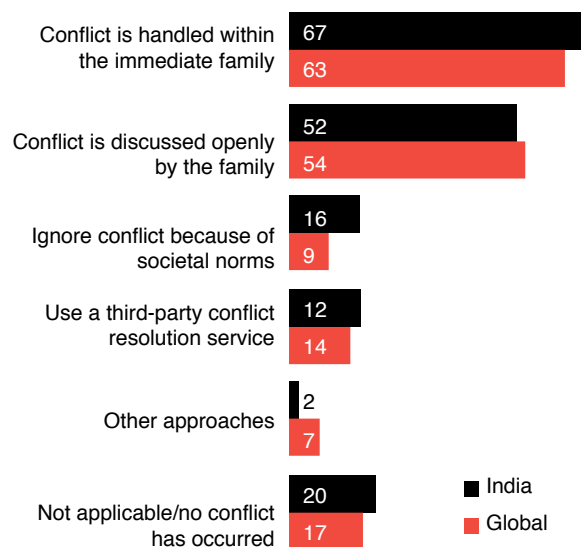 Conflict is handled within
the immediate family
67
63
Conflict is discussed openly
by the family
52
54
Ignore conflict because of
societal norms
16
9
Use a third-party conflict
resolution service
12
14
Other approaches
2
7
Not applicable/no conflict
has occurred
20
17
India
Global